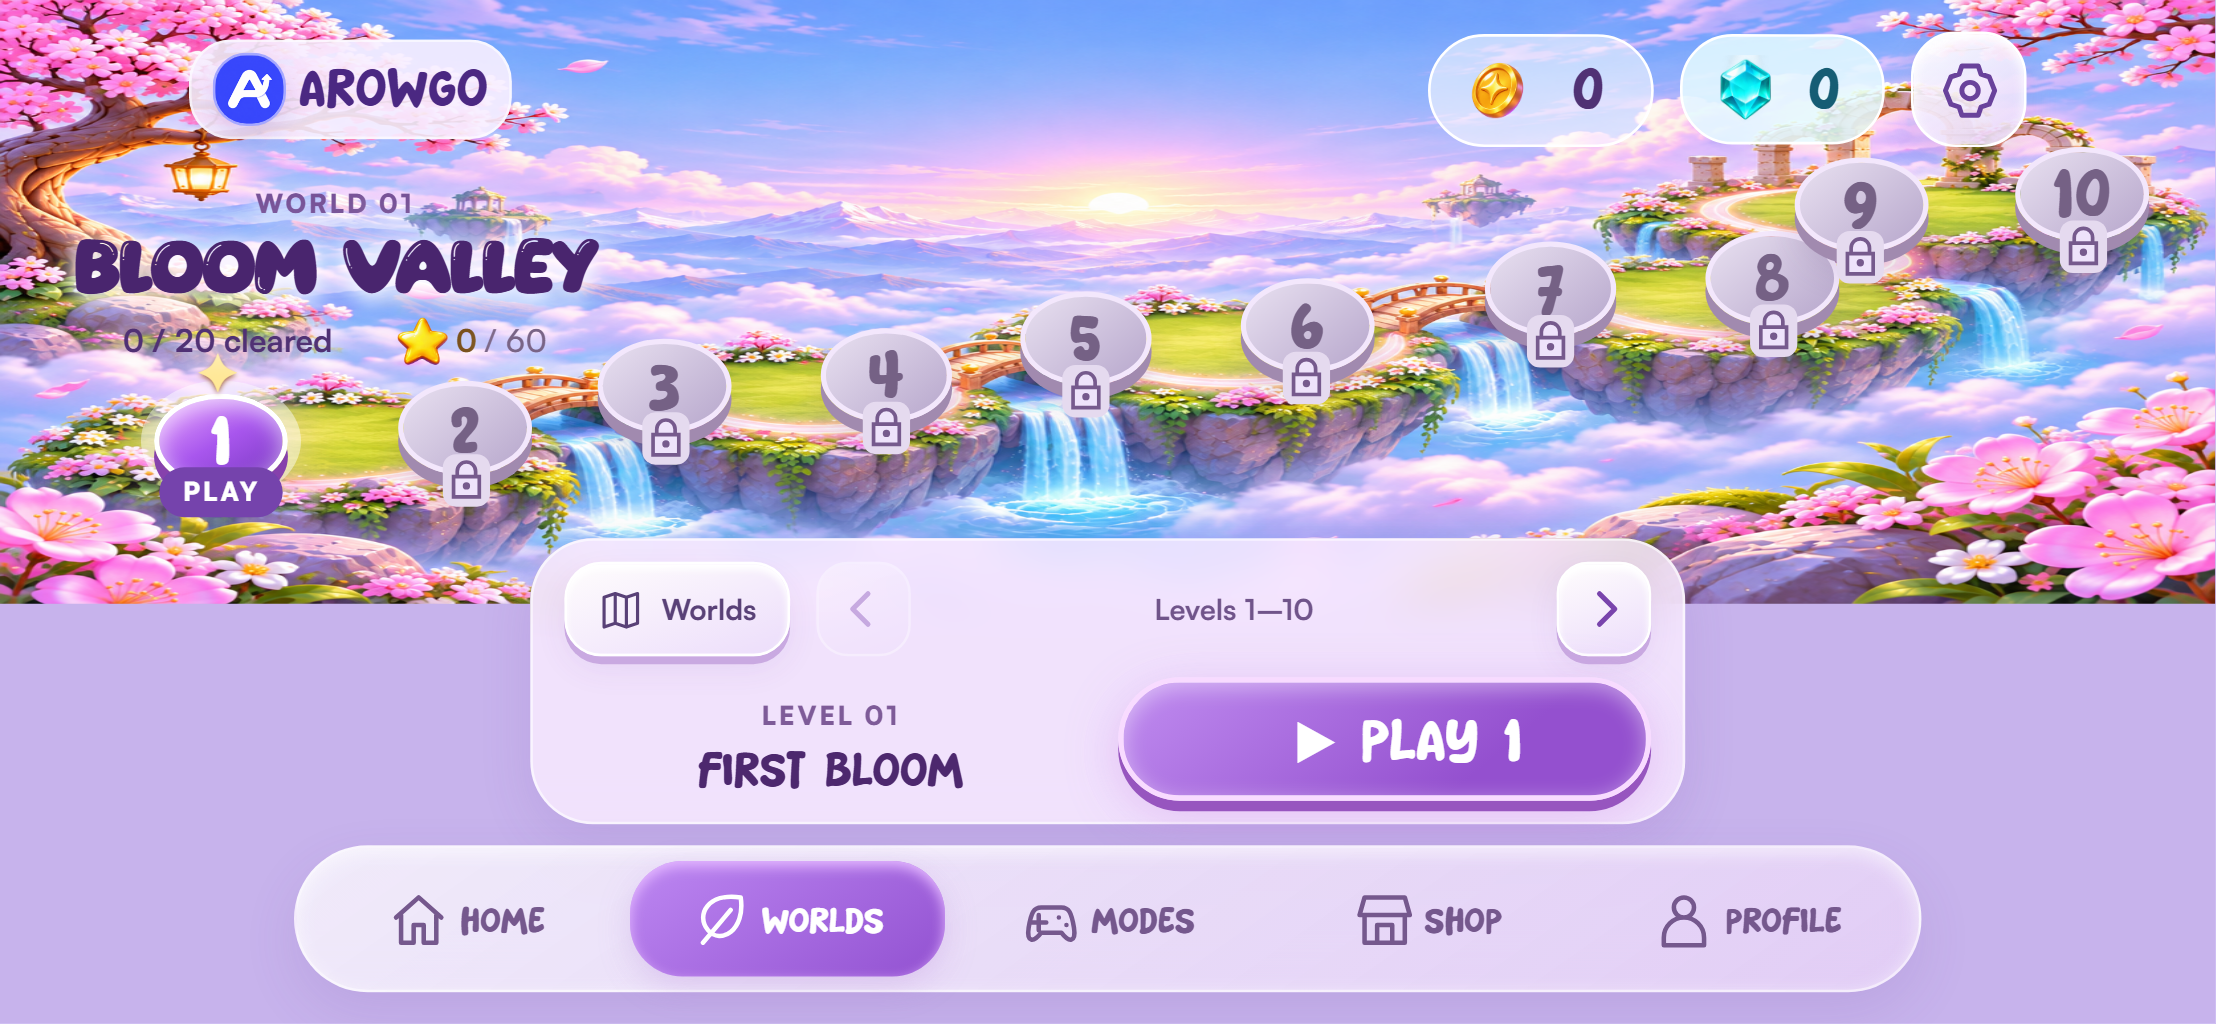 AROWGO
0
0
WORLD 01
BLOOM VALLEY
0 / 20 cleared
0 / 60
1
PLAY
2
3
4
5
6
7
8
9
10
Worlds
Levels 1—10
LEVEL 01
FIRST BLOOM
PLAY 1
HOME
WORLDS
MODES
SHOP
PROFILE